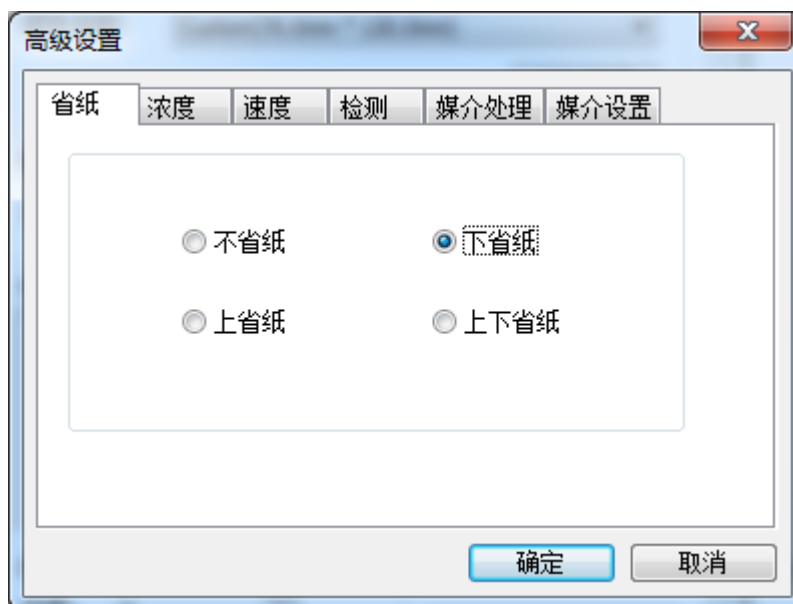 高级设置
省纸 浓度 速度 检测 媒介处理 媒介设置
不省纸 下省纸
上省纸 上下省纸
确定 取消